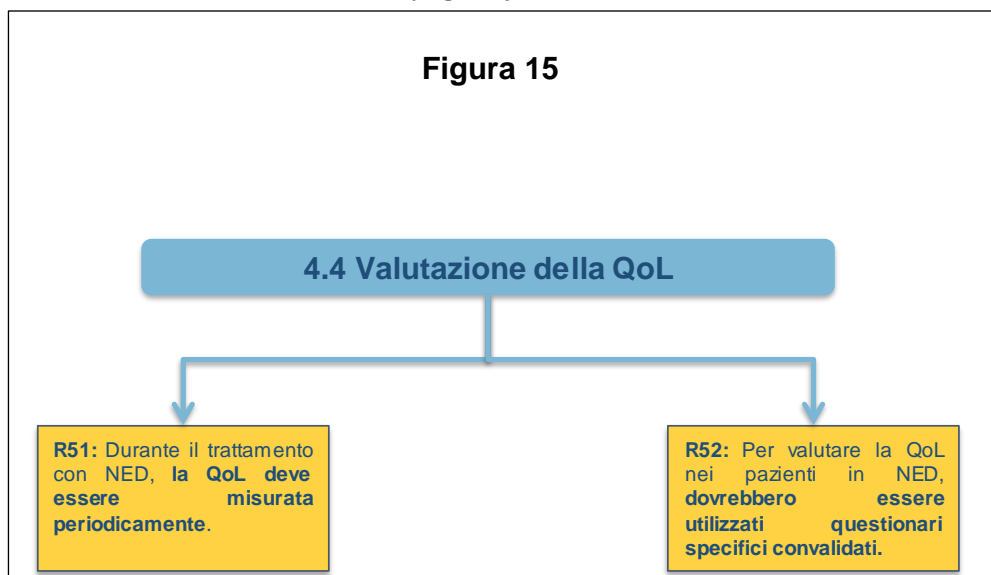 Figura 15
4.4 Valutazione della QoL
R51: Durante il trattamento
con NED, la QoL deve
essere misurata
periodicamente.
R52: Per valutare la QoL
nei pazienti in NED,
dovrebbero essere
utilizzati questionari
specifici convalidati.